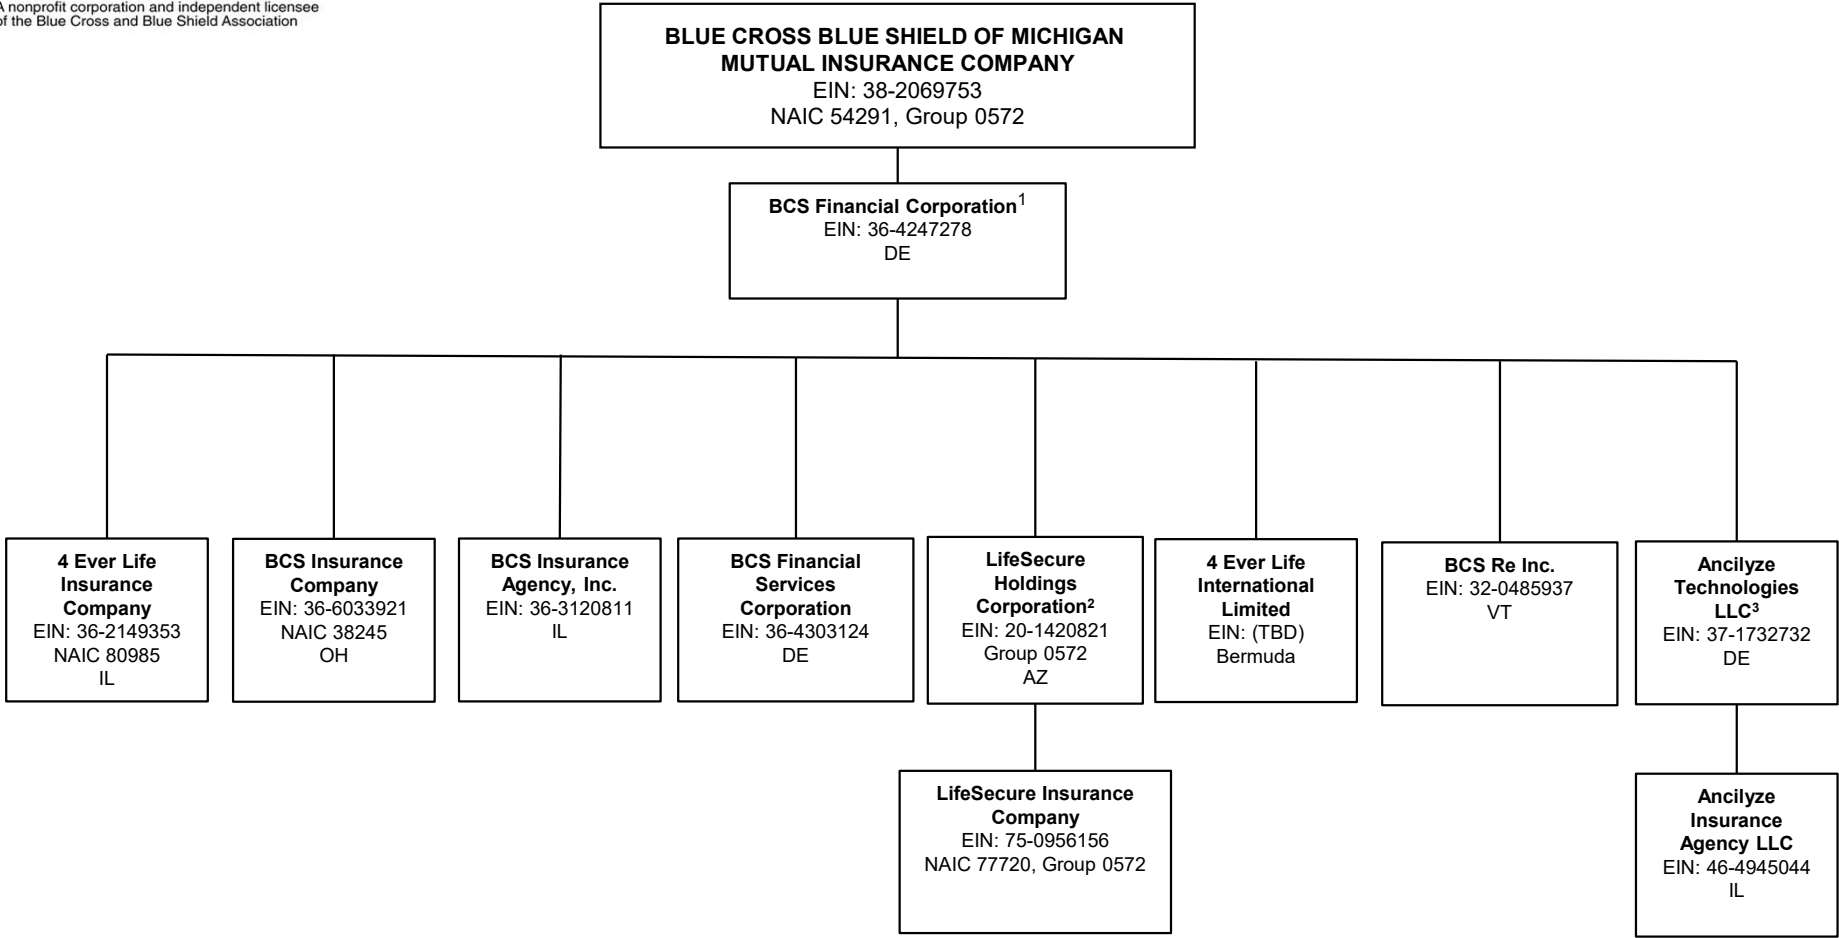 A nonprofit corporation and independent licensee
of the Blue Cross and Blue Shield Association
BLUE CROSS BLUE SHIELD OF MICHIGAN
MUTUAL INSURANCE COMPANY
EIN: 38-2069753
NAIC 54291, Group 0572
BCS Financial Corporation¹
EIN: 36-4247278
DE
4 Ever Life
Insurance
Company
EIN: 36-2149353
NAIC 80985
IL
BCS Insurance
Company
EIN: 36-6033921
NAIC 38245
OH
BCS Insurance
Agency, Inc.
EIN: 36-3120811
IL
BCS Financial
Services
Corporation
EIN: 36-4303124
DE
LifeSecure
Holdings
Corporation²
EIN: 20-1420821
Group 0572
AZ
4 Ever Life
International
Limited
EIN: (TBD)
Bermuda
BCS Re Inc.
EIN: 32-0485937
VT
Ancilyze
Technologies
LLC³
EIN: 37-1732732
DE
LifeSecure Insurance
Company
EIN: 75-0956156
NAIC 77720, Group 0572
Ancilyze
Insurance
Agency LLC
EIN: 46-4945044
IL